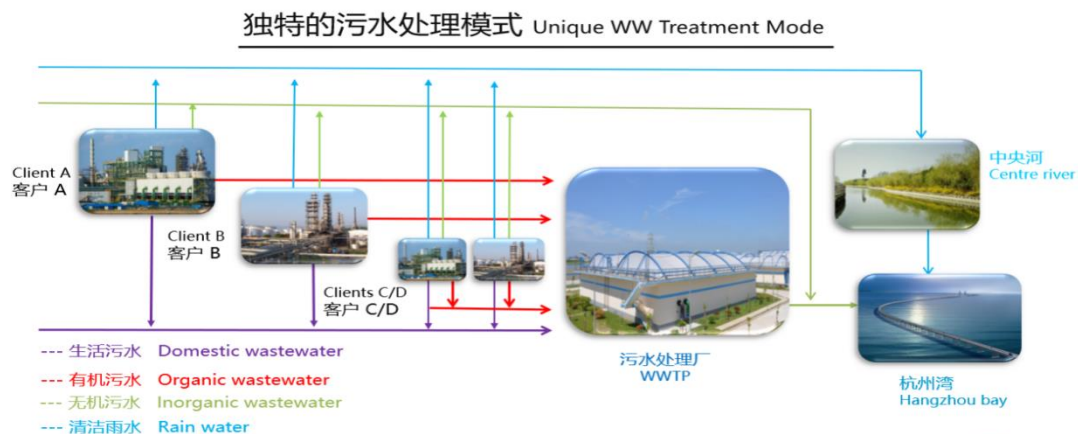 独特的污水处理模式 Unique WW Treatment Mode
Client A
客户 A
Client B
客户 B
Clients C/D
客户 C/D
污水处理厂
WWTP
中央河
Centre river
杭州湾
Hangzhou bay
--- 生活污水 Domestic wastewater
--- 有机污水 Organic wastewater
--- 无机污水 Inorganic wastewater
--- 清洁雨水 Rain water